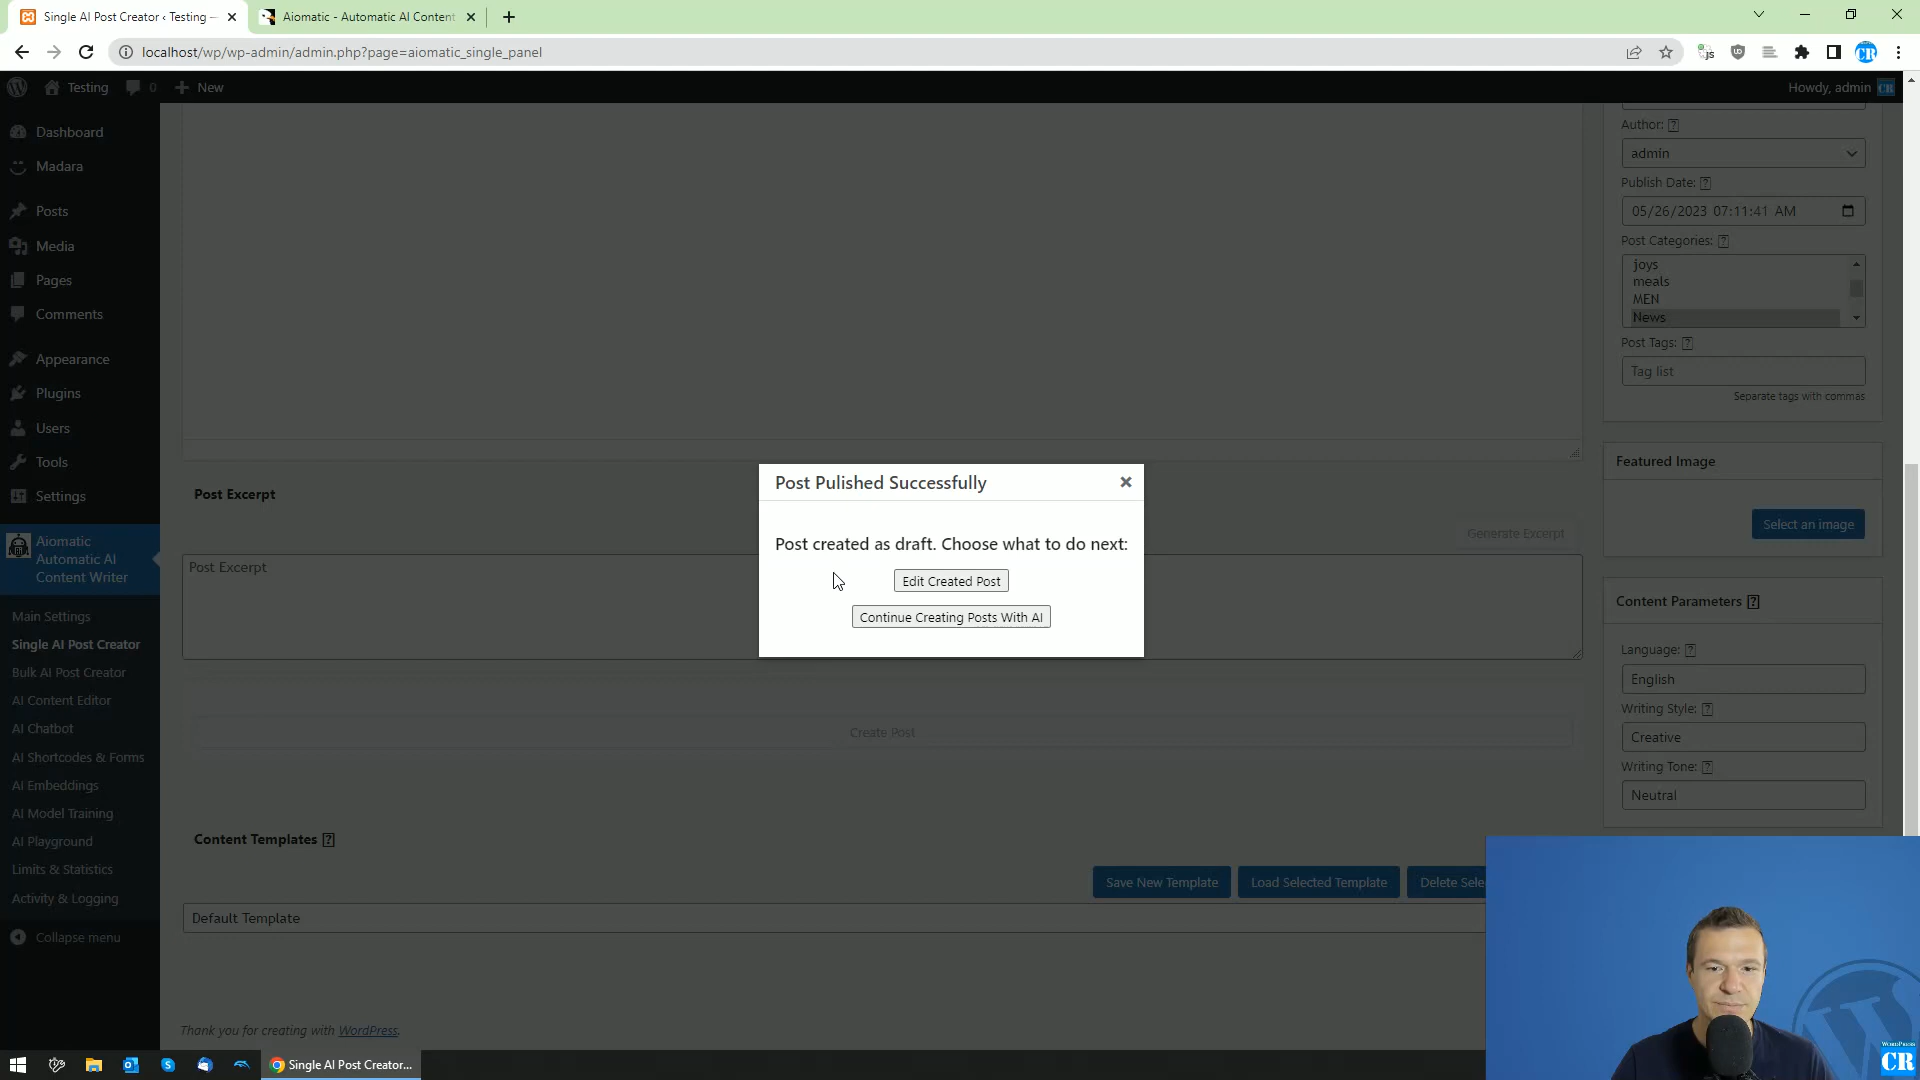 Single AI Post Creator ‹ Testing —
Aiomatic - Automatic AI Content
localhost/wp/wp-admin/admin.php?page=aiomatic_single_panel
Testing
0
New
Howdy, admin
Dashboard
Madara
Posts
Media
Pages
Comments
Appearance
Plugins
Users
Tools
Settings
Aiomatic
Automatic AI
Content Writer
Main Settings
Single AI Post Creator
Bulk AI Post Creator
AI Content Editor
AI Chatbot
AI Shortcodes & Forms
AI Embeddings
AI Model Training
AI Playground
Limits & Statistics
Activity & Logging
Collapse menu
Post Excerpt
Generate Excerpt
Post Excerpt
Create Post
Content Templates [?]
Save New Template
Load Selected Template
Delete Sele
Default Template
Thank you for creating with WordPress.
Post Pulished Successfully
Post created as draft. Choose what to do next:
Edit Created Post
Continue Creating Posts With AI
Author: [?]
admin
Publish Date: [?]
05/26/2023 07:11:41 AM
Post Categories: [?]
joys
meals
MEN
News
Post Tags: [?]
Tag list
Separate tags with commas
Featured Image
Select an image
Content Parameters [?]
Language: [?]
English
Writing Style: [?]
Creative
Writing Tone: [?]
Neutral
Single AI Post Creator...
WORDPRESS
CR